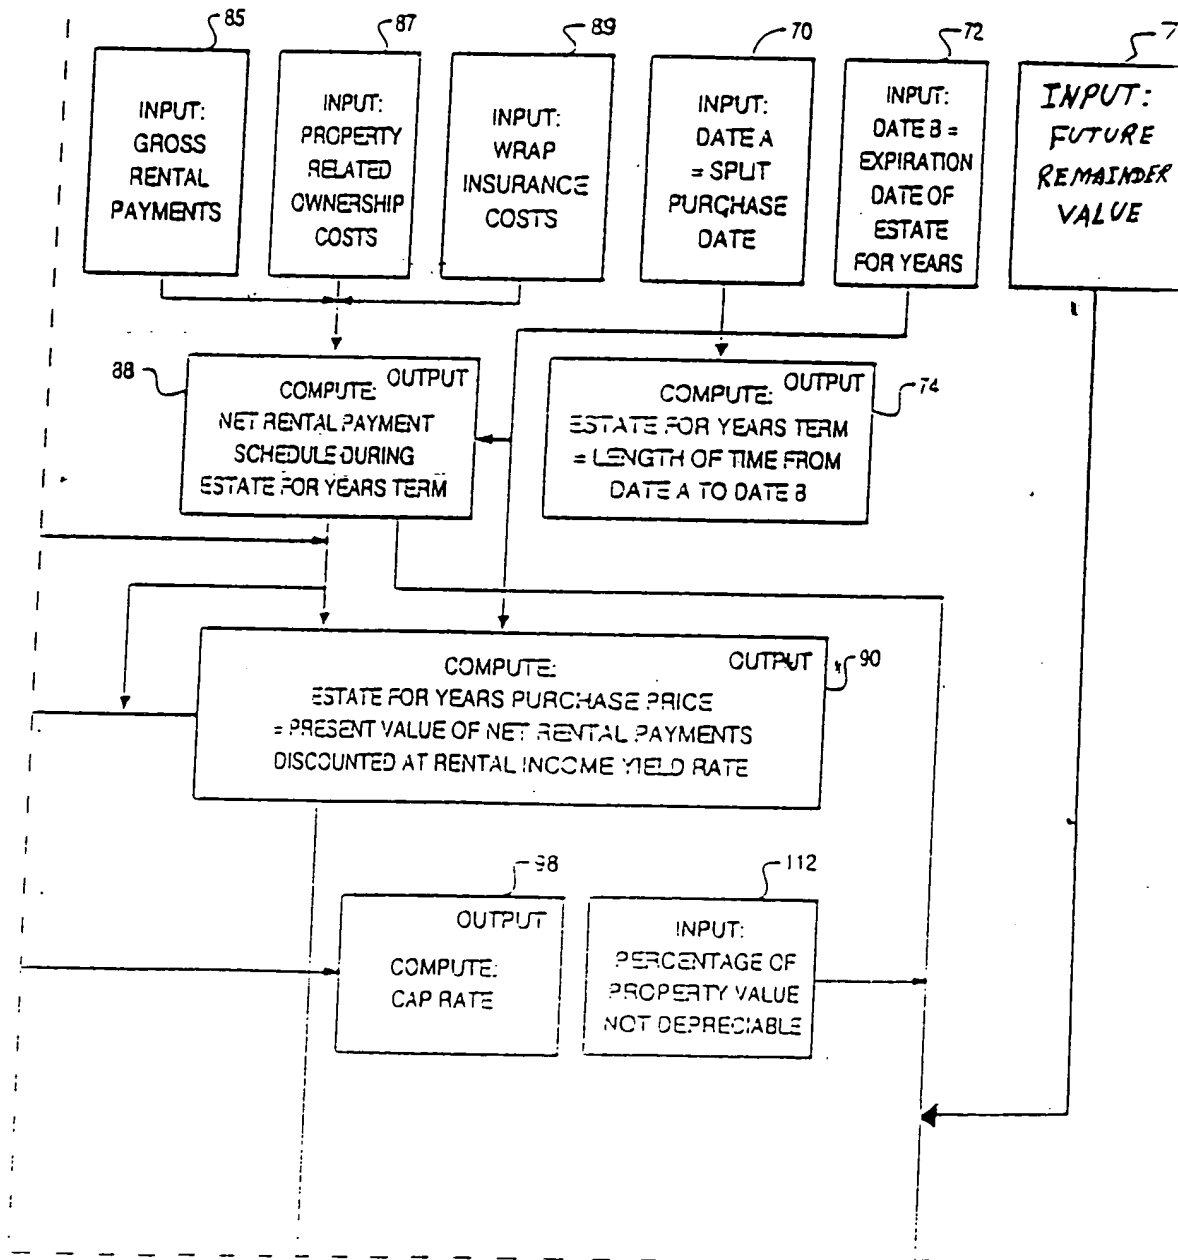 85
87
89
70
72
7
INPUT:
GROSS
RENTAL
PAYMENTS
INPUT:
PROPERTY
RELATED
OWNERSHIP
COSTS
INPUT:
WRAP
INSURANCE
COSTS
INPUT:
DATE A
= SPLIT
PURCHASE
DATE
INPUT:
DATE B =
EXPIRATION
DATE OF
ESTATE
FOR YEARS
INPUT:
FUTURE
REMAINDER
VALUE
88
OUTPUT
COMPUTE:
NET RENTAL PAYMENT
SCHEDULE DURING
ESTATE FOR YEARS TERM
OUTPUT
74
COMPUTE:
ESTATE FOR YEARS TERM
= LENGTH OF TIME FROM
DATE A TO DATE B
OUTPUT
90
COMPUTE:
ESTATE FOR YEARS PURCHASE PRICE
= PRESENT VALUE OF NET RENTAL PAYMENTS
DISCOUNTED AT RENTAL INCOME YIELD RATE
98
OUTPUT
COMPUTE:
CAP RATE
112
INPUT:
PERCENTAGE OF
PROPERTY VALUE
NOT DEPRECIABLE